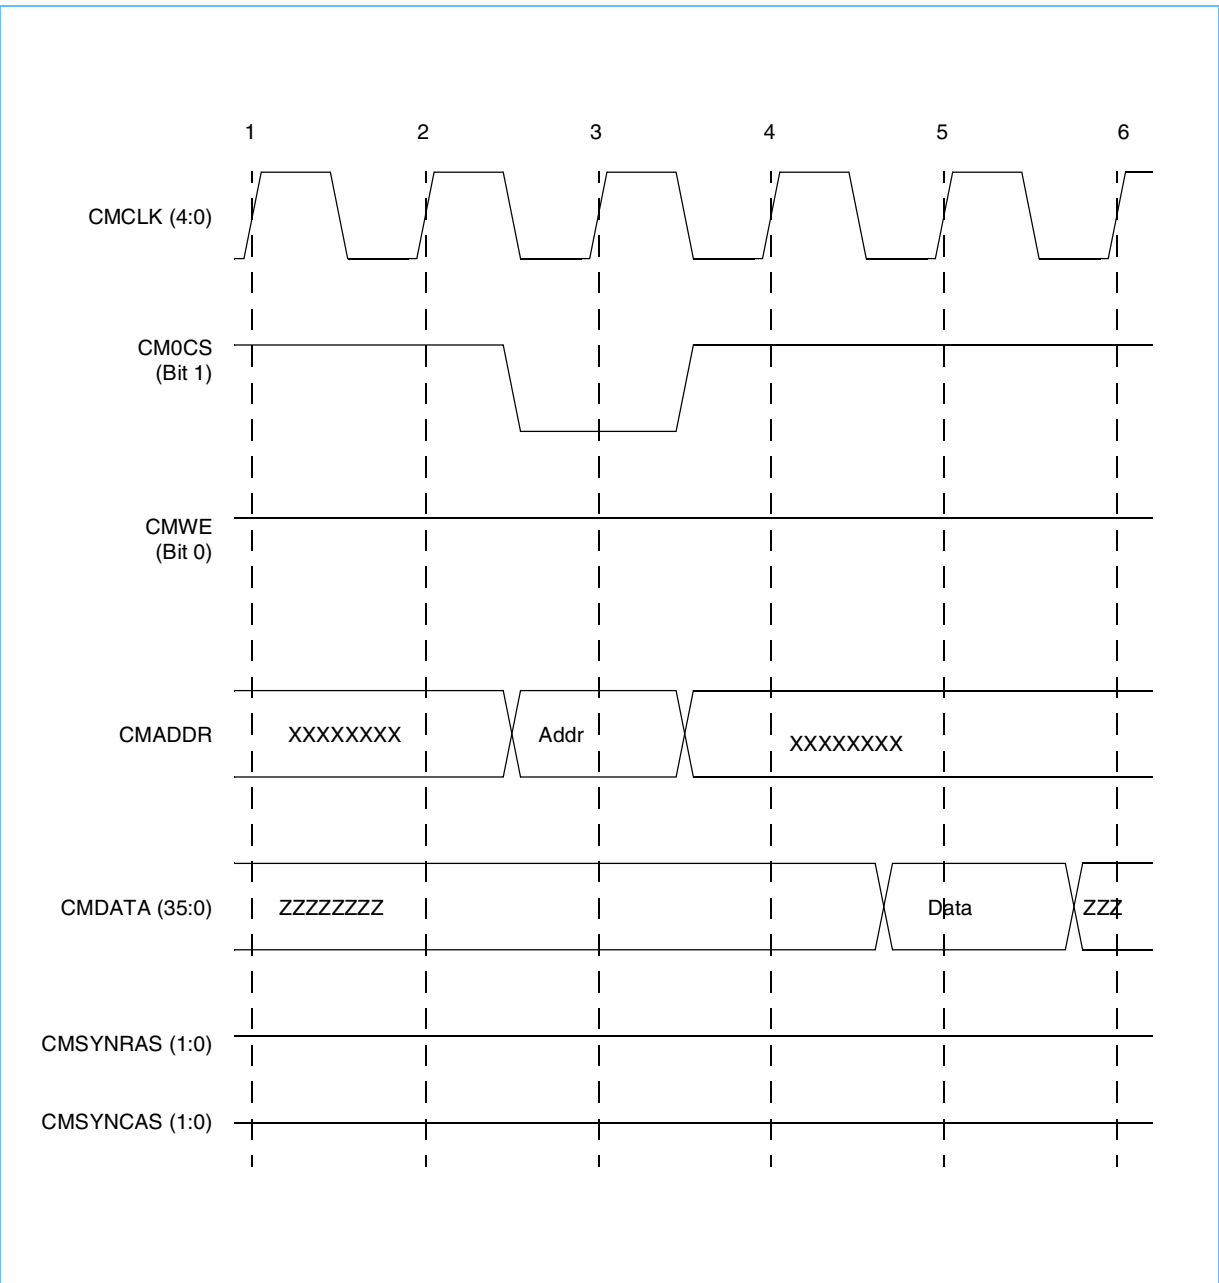 1 2 3 4 5 6
CMCLK (4:0)
CM0CS
(Bit 1)
CMWE
(Bit 0)
CMADDR XXXXXXXX Addr XXXXXXXX
CMDATA (35:0) ZZZZZZZZ Data ZZZ
CMSYNRAS (1:0)
CMSYNCAS (1:0)